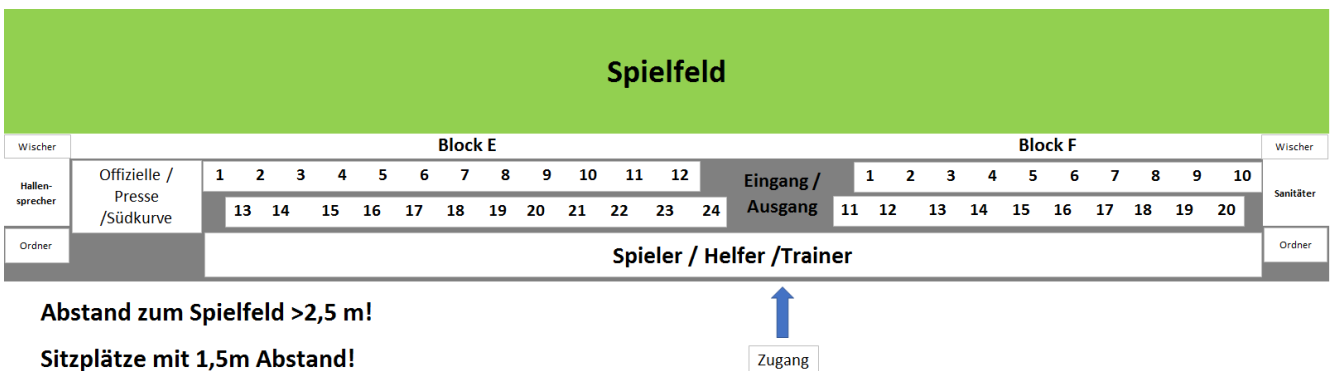 Spielfeld
Wischer
Block E
Block F
Wischer
Hallen-
sprecher
Offizielle /
Presse
/Südkurve
1 2 3 4 5 6 7 8 9 10 11 12
13 14 15 16 17 18 19 20 21 22 23 24
Eingang /
Ausgang
1 2 3 4 5 6 7 8 9 10
11 12 13 14 15 16 17 18 19 20
Sanitäter
Ordner
Spieler / Helfer /Trainer
Ordner
Abstand zum Spielfeld >2,5 m!
Sitzplätze mit 1,5m Abstand!
Zugang